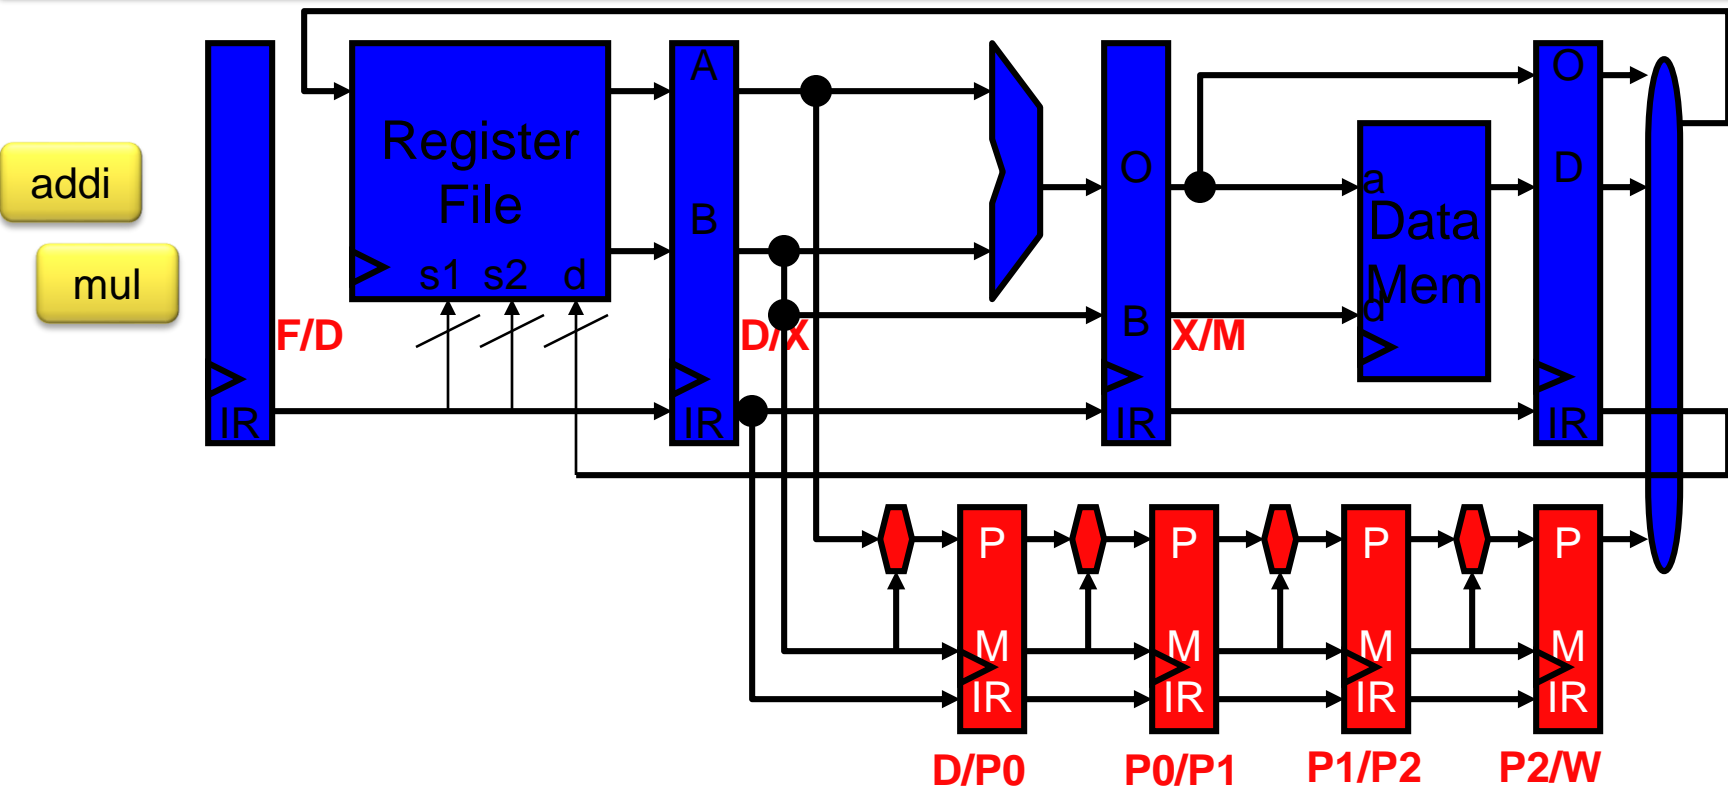 addi
mul
IR
F/D
Register
File
s1 s2 d
A
B
IR
D/X
O
B
IR
X/M
a
Data
Mem
d
O
D
IR
P
M
IR
D/P0
P
M
IR
P0/P1
P
M
IR
P1/P2
P
M
IR
P2/W